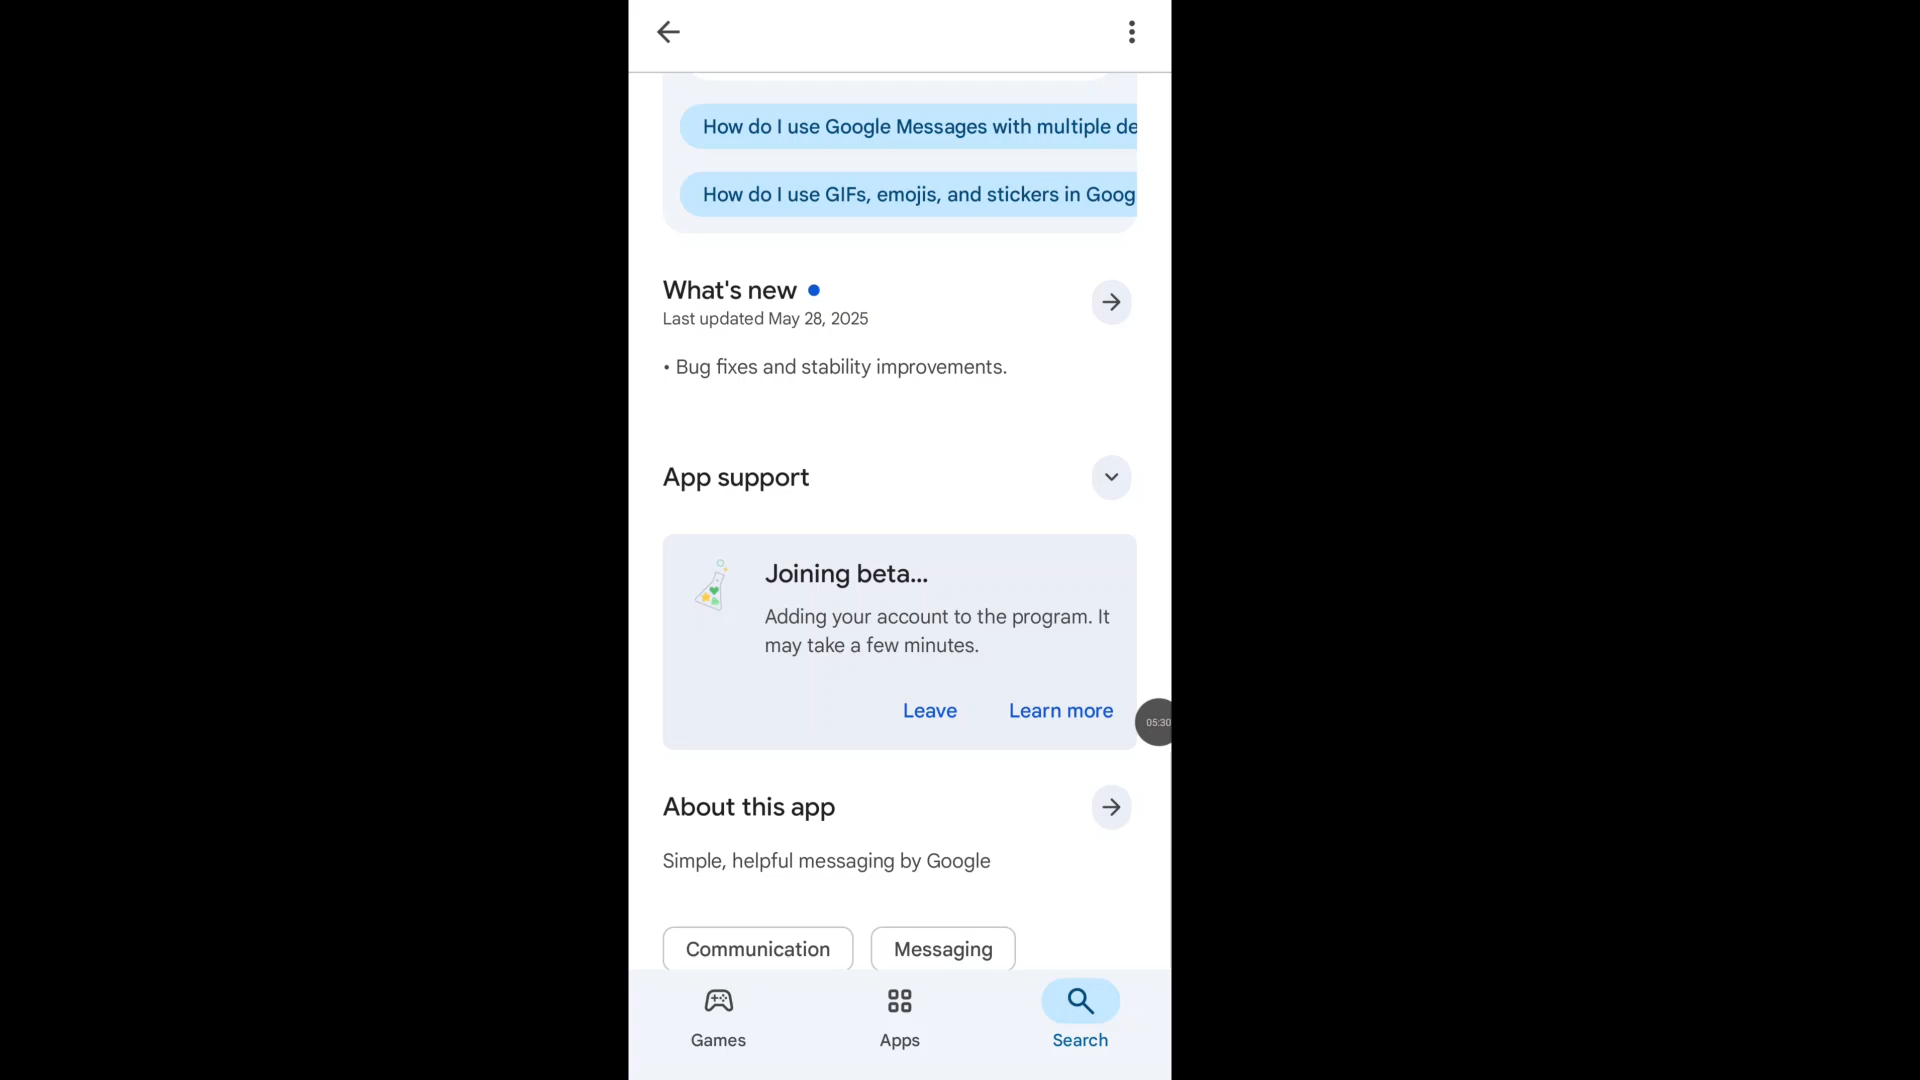 How do I use Google Messages with multiple de
How do I use GIFs, emojis, and stickers in Goog
What's new
Last updated May 28, 2025
• Bug fixes and stability improvements.
App support
Joining beta...
Adding your account to the program. It
may take a few minutes.
Leave Learn more
05:30
About this app
Simple, helpful messaging by Google
Communication Messaging
Games Apps Search